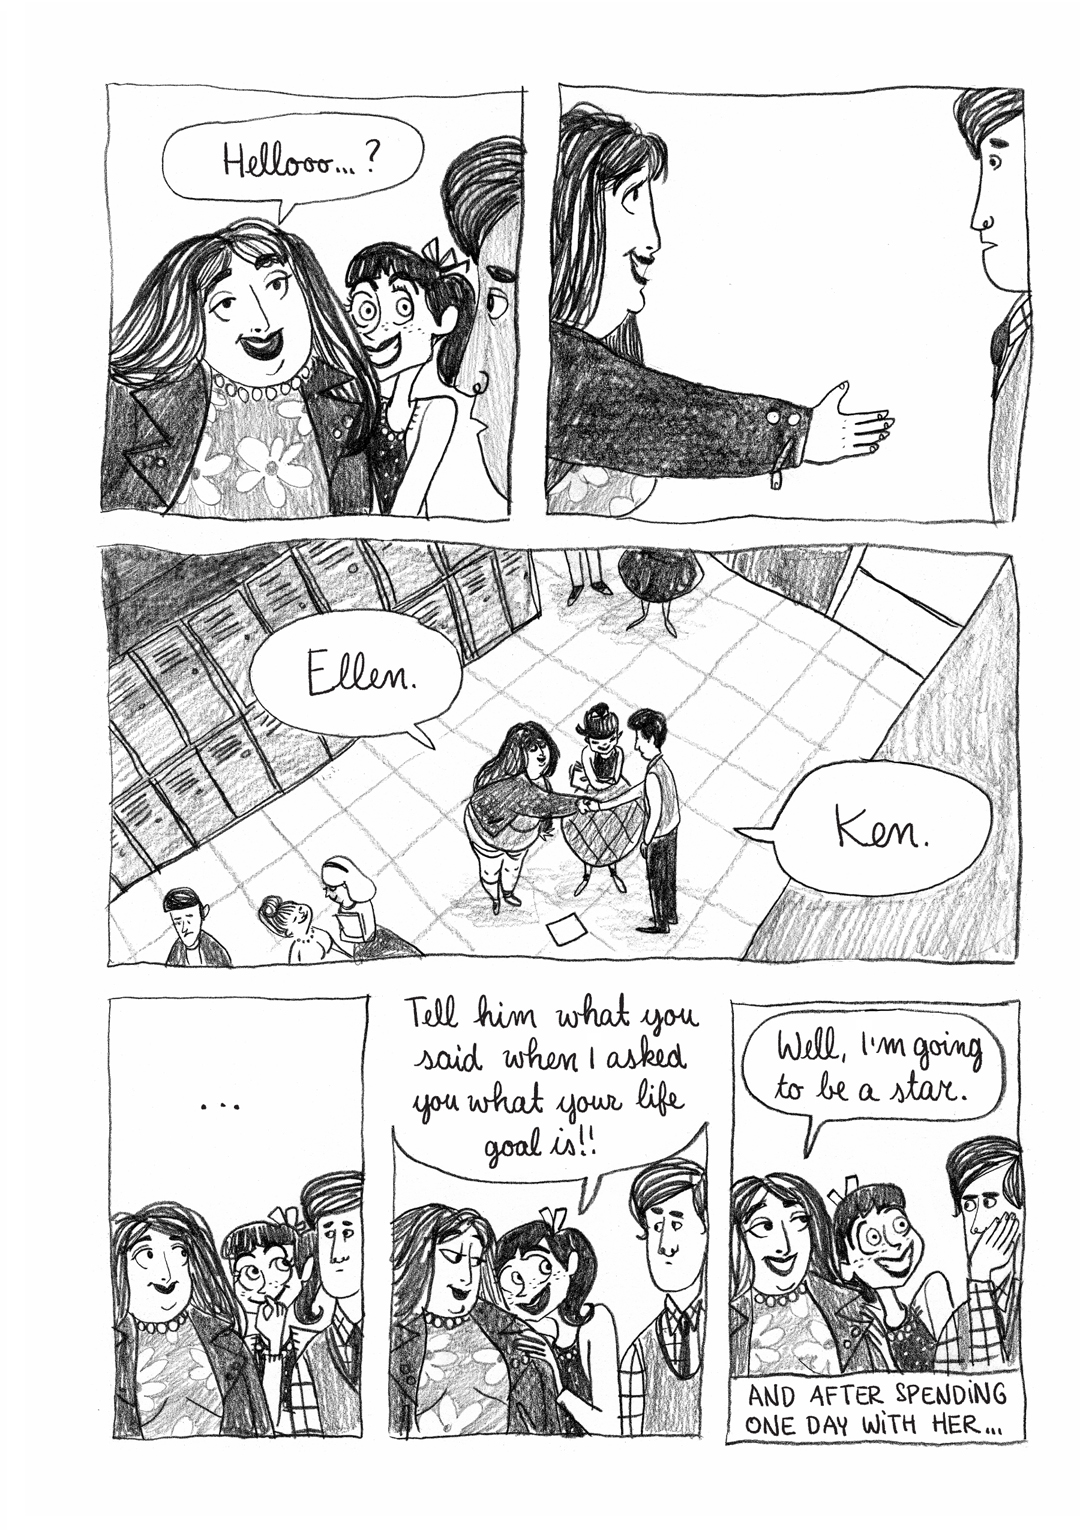 Hellooo...?
Ellen.
Ken.
...
Tell him what you
said when I asked
you what your life
goal is!!
Well, I'm going
to be a star.
AND AFTER SPENDING
ONE DAY WiTH HER...